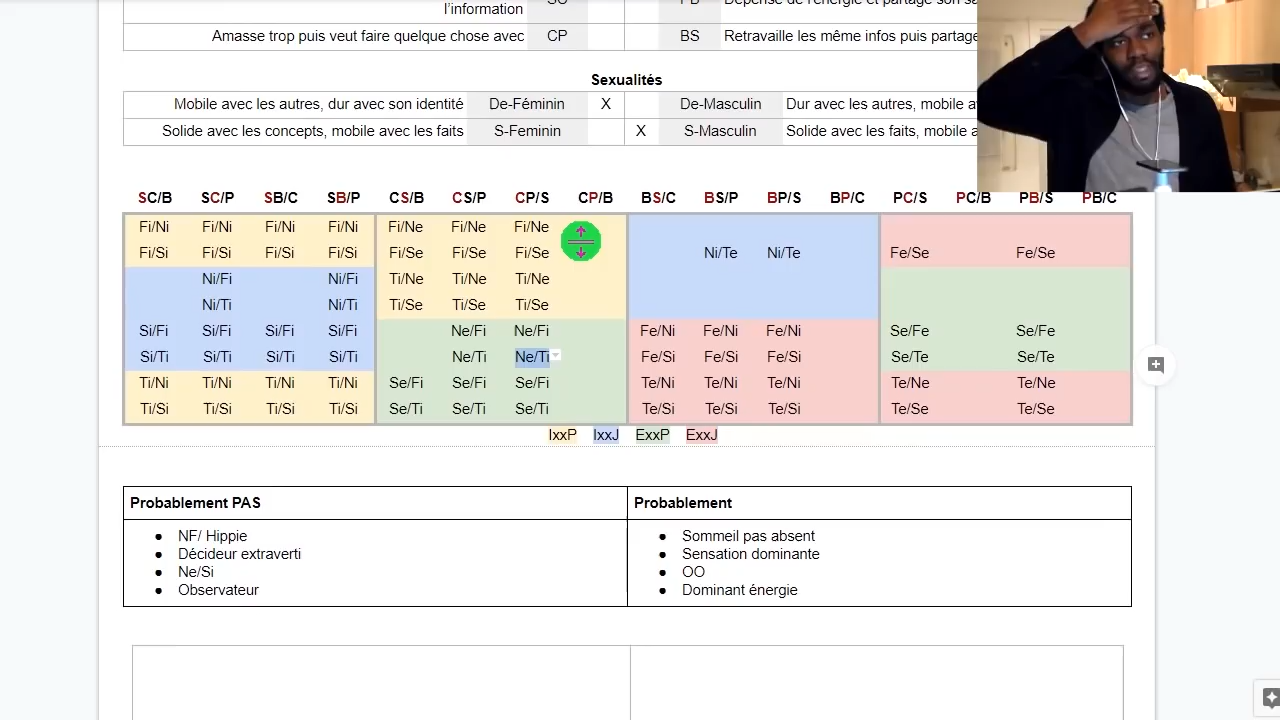 l’information
Dépense de l'énergie et partage son sa
Amasse trop puis veut faire quelque chose avec CP BS Retravaille les même infos puis partage
Sexualités
Mobile avec les autres, dur avec son identité De-Féminin X De-Masculin Dur avec les autres, mobile a
Solide avec les concepts, mobile avec les faits S-Feminin X S-Masculin Solide avec les faits, mobile a
SC/B SC/P SB/C SB/P CS/B CS/P CP/S CP/B BS/C BS/P BP/S BP/C PC/S PC/B PB/S PB/C
Fi/Ni Fi/Ni Fi/Ni Fi/Ni Fi/Ne Fi/Ne Fi/Ne
Fi/Si Fi/Si Fi/Si Fi/Si Fi/Se Fi/Se Fi/Se Ni/Te Ni/Te Fe/Se Fe/Se
Ni/Fi Ni/Fi Ti/Ne Ti/Ne Ti/Ne
Ni/Ti Ni/Ti Ti/Se Ti/Se Ti/Se
Si/Fi Si/Fi Si/Fi Si/Fi Ne/Fi Ne/Fi Fe/Ni Fe/Ni Fe/Ni Se/Fe Se/Fe
Si/Ti Si/Ti Si/Ti Si/Ti Ne/Ti Ne/Ti Fe/Si Fe/Si Fe/Si Se/Te Se/Te
Ti/Ni Ti/Ni Ti/Ni Ti/Ni Se/Fi Se/Fi Se/Fi Te/Ni Te/Ni Te/Ni Te/Ne Te/Ne
Ti/Si Ti/Si Ti/Si Ti/Si Se/Ti Se/Ti Se/Ti Te/Si Te/Si Te/Si Te/Se Te/Se
IxxP IxxJ ExxP ExxJ
Probablement PAS Probablement
NF/ Hippie Sommeil pas absent
Décideur extraverti Sensation dominante
Ne/Si OO
Observateur Dominant énergie